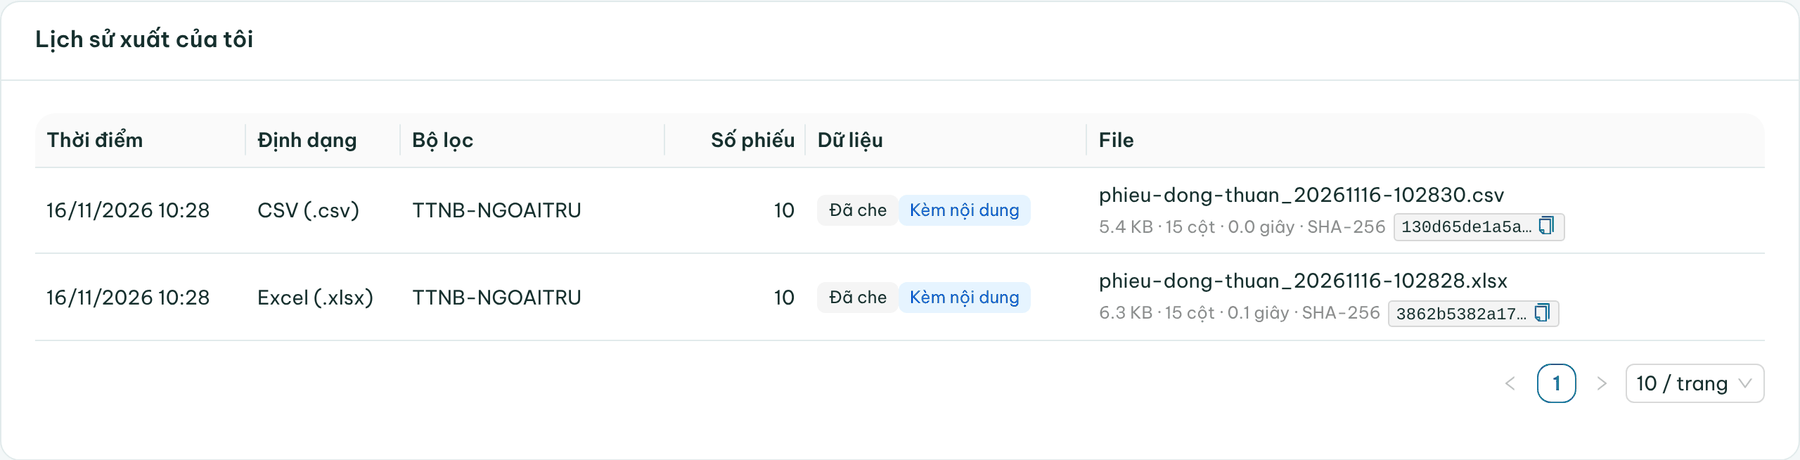 Lịch sử xuất của tôi
Thời điểm Định dạng Bộ lọc Số phiếu Dữ liệu File
16/11/2026 10:28 CSV (.csv) TTNB-NGOAITRU 10 Đã che Kèm nội dung phieu-dong-thuan_20261116-102830.csv
5.4 KB · 15 cột · 0.0 giây · SHA-256 130d65de1a5a…
16/11/2026 10:28 Excel (.xlsx) TTNB-NGOAITRU 10 Đã che Kèm nội dung phieu-dong-thuan_20261116-102828.xlsx
6.3 KB · 15 cột · 0.1 giây · SHA-256 3862b5382a17…
1 10 / trang